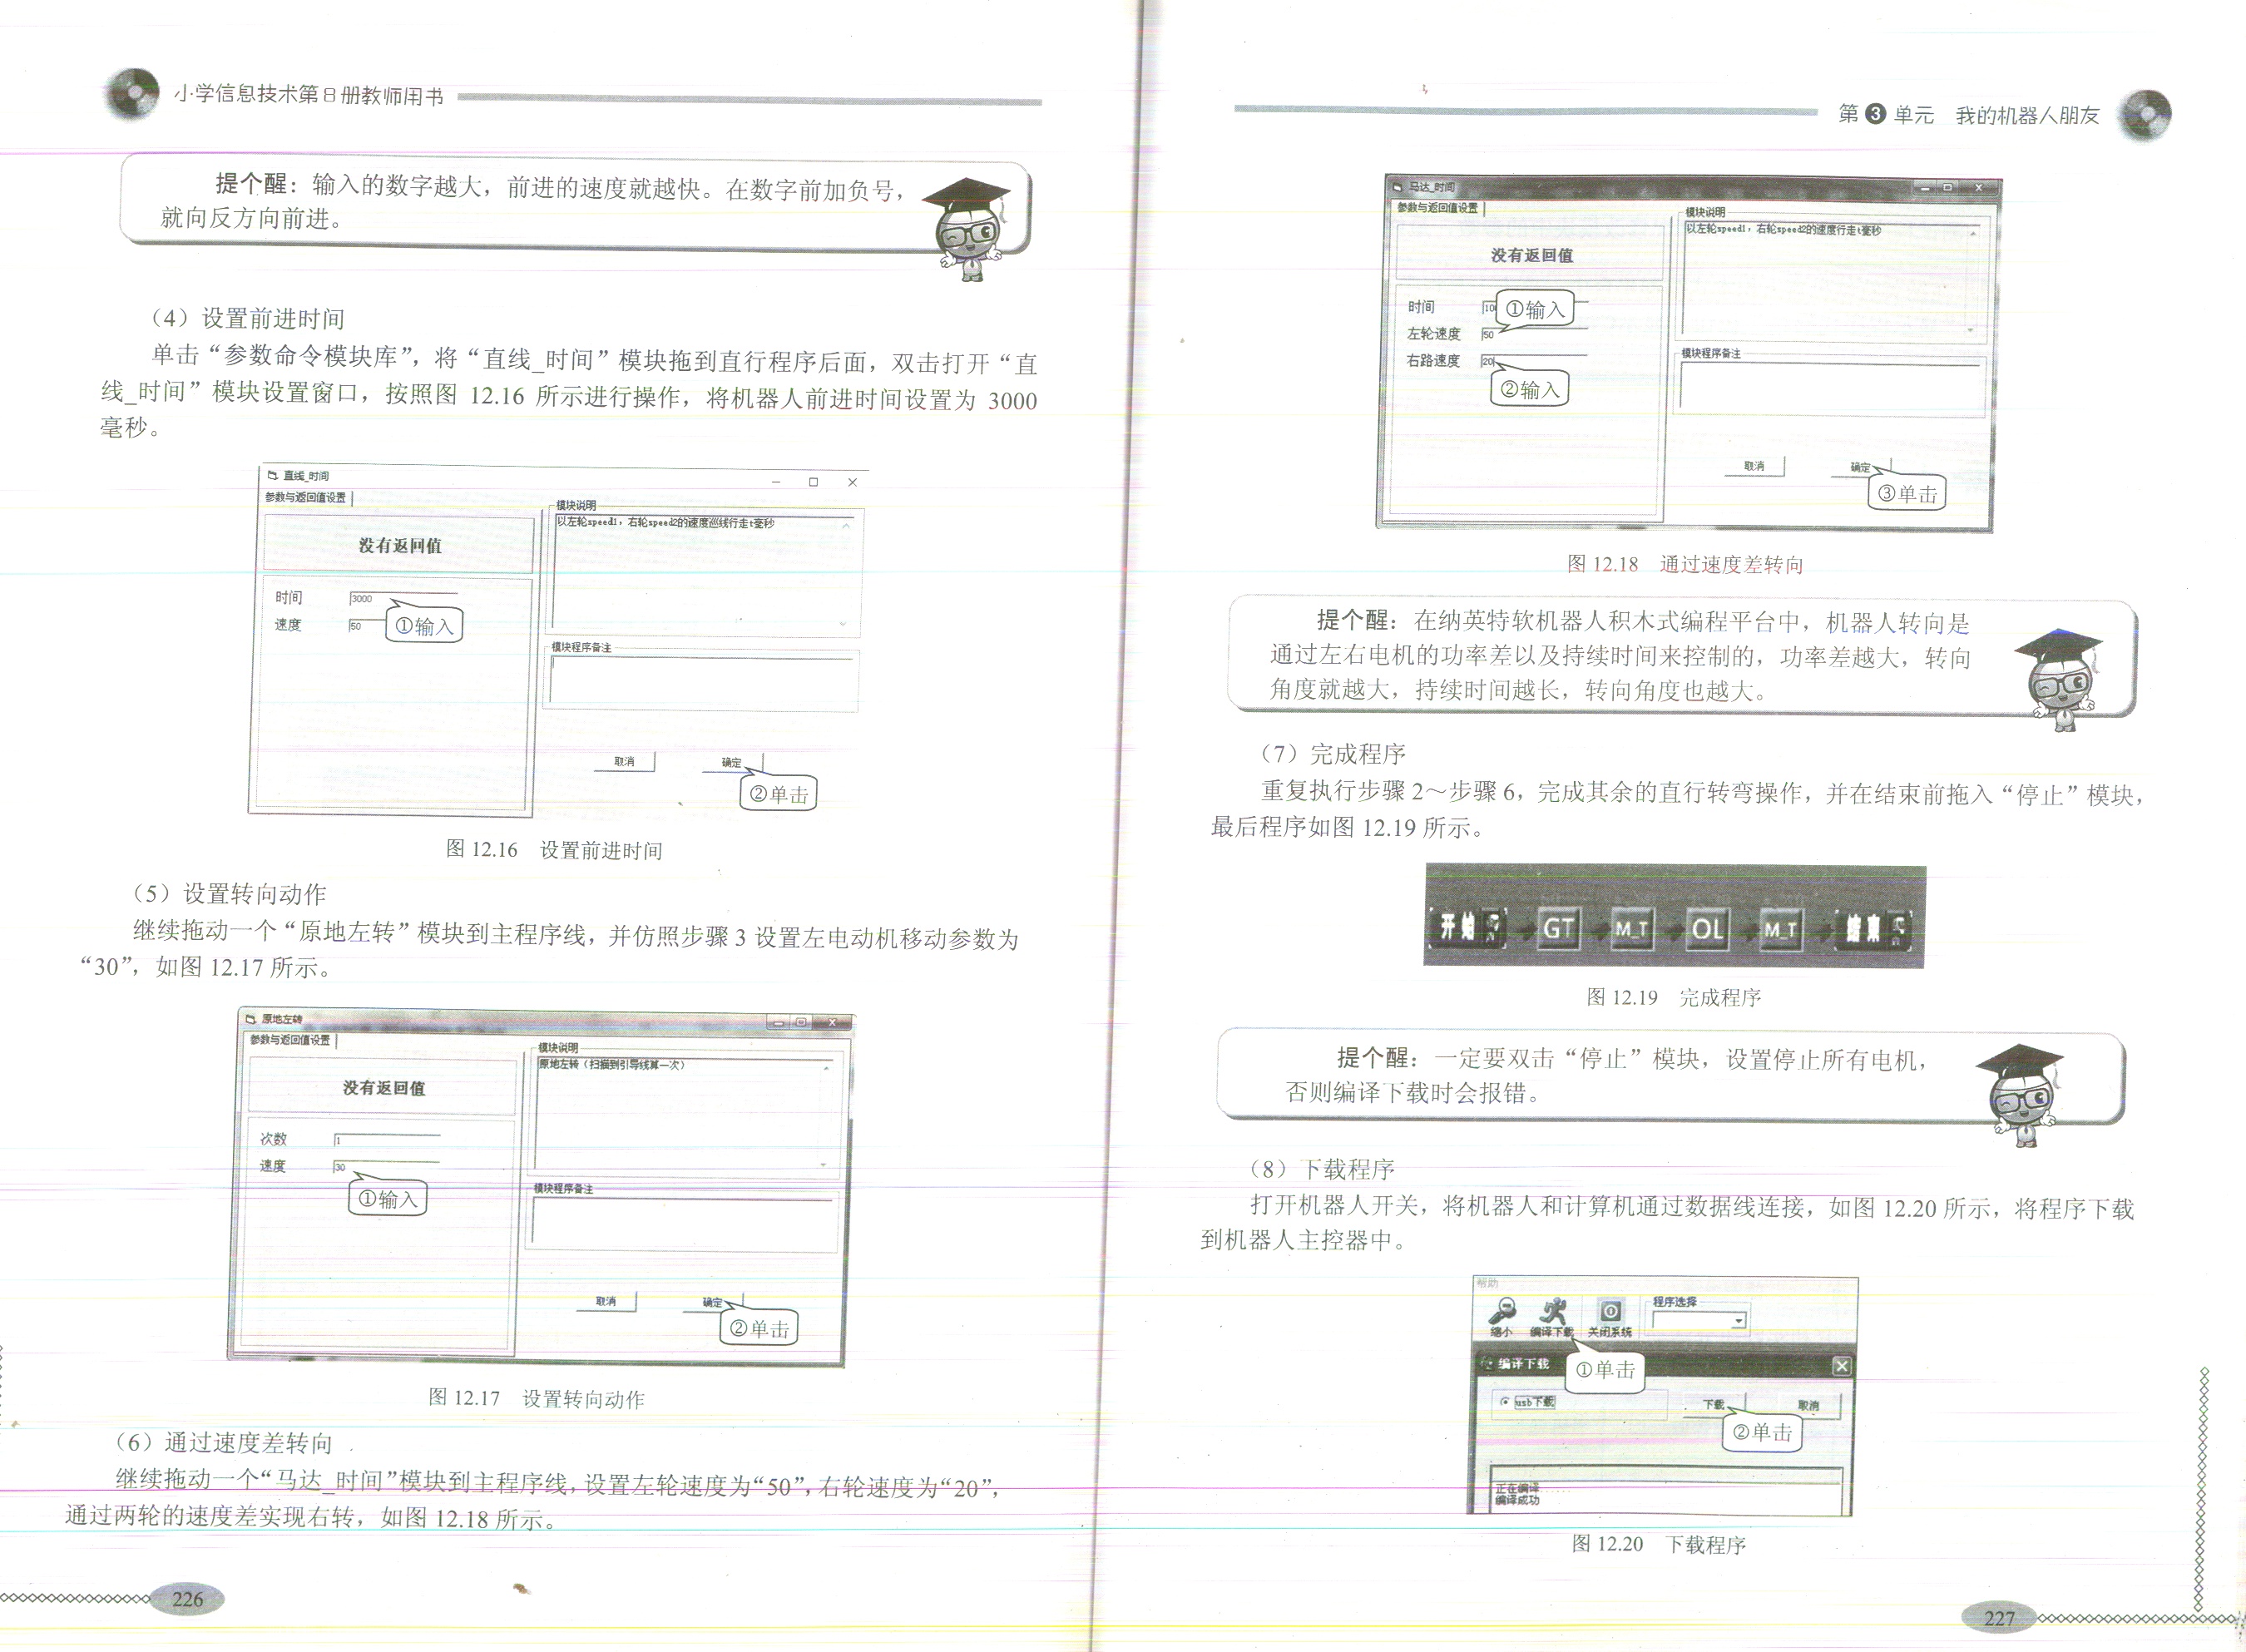 小学信息技术第8册教师用书
提个醒：输入的数字越大，前进的速度就越快。在数字前加负号，
就向反方向前进。
（4）设置前进时间
单击“参数命令模块库”，将“直线_时间”模块拖到直行程序后面，双击打开“直
线_时间”模块设置窗口，按照图 12.16 所示进行操作，将机器人前进时间设置为 3000
毫秒。
直线_时间
参数与返回值设置
没有返回值
时间 3000
速度 50
①输入
模块说明
以左轮speed1，右轮speed2的速度巡线行走t毫秒
模块程序备注
取消 确定
②单击
图 12.16 设置前进时间
（5）设置转向动作
继续拖动一个“原地左转”模块到主程序线，并仿照步骤 3 设置左电动机移动参数为
“30”，如图 12.17 所示。
原地左转
参数与返回值设置
没有返回值
次数 1
速度 30
①输入
模块说明
原地左转（扫描到引导线算一次）
模块程序备注
取消 确定
②单击
图 12.17 设置转向动作
（6）通过速度差转向
继续拖动一个“马达_时间”模块到主程序线，设置左轮速度为“50”，右轮速度为“20”，
通过两轮的速度差实现右转，如图 12.18 所示。
226
第 3 单元 我的机器人朋友
马达_时间
参数与返回值设置
没有返回值
时间 10
①输入
左轮速度 50
右路速度 20
②输入
模块说明
以左轮speed1，右轮speed2的速度行走t毫秒
模块程序备注
取消 确定
③单击
图 12.18 通过速度差转向
提个醒：在纳英特软机器人积木式编程平台中，机器人转向是
通过左右电机的功率差以及持续时间来控制的，功率差越大，转向
角度就越大，持续时间越长，转向角度也越大。
（7）完成程序
重复执行步骤 2～步骤 6，完成其余的直行转弯操作，并在结束前拖入“停止”模块，
最后程序如图 12.19 所示。
开始 GT M_T OL M_T 结束
图 12.19 完成程序
提个醒：一定要双击“停止”模块，设置停止所有电机，
否则编译下载时会报错。
（8）下载程序
打开机器人开关，将机器人和计算机通过数据线连接，如图 12.20 所示，将程序下载
到机器人主控器中。
帮助
缩小 编译下载 关闭系统 程序选择
①单击
编译下载
usb下载 下载 取消
②单击
正在编译......
编译成功
图 12.20 下载程序
227